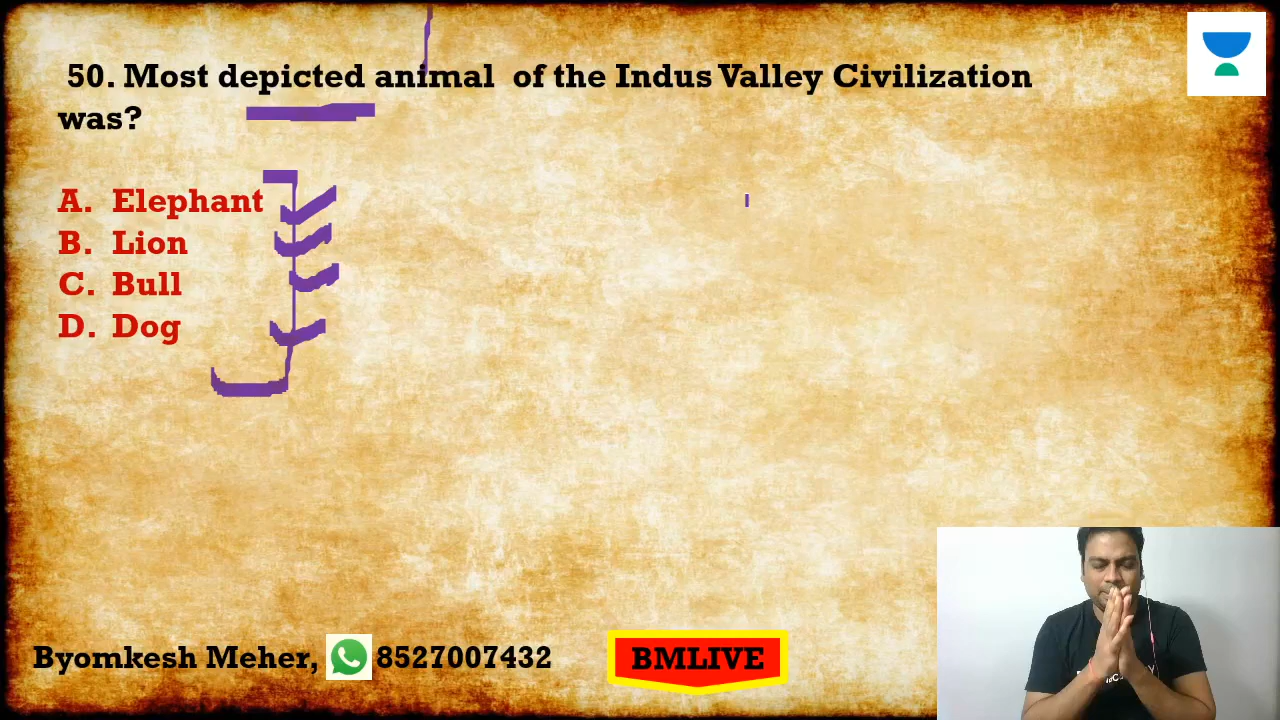 50. Most depicted animal of the Indus Valley Civilization
was?
A. Elephant
B. Lion
C. Bull
D. Dog
Byomkesh Meher, 8527007432
BMLIVE